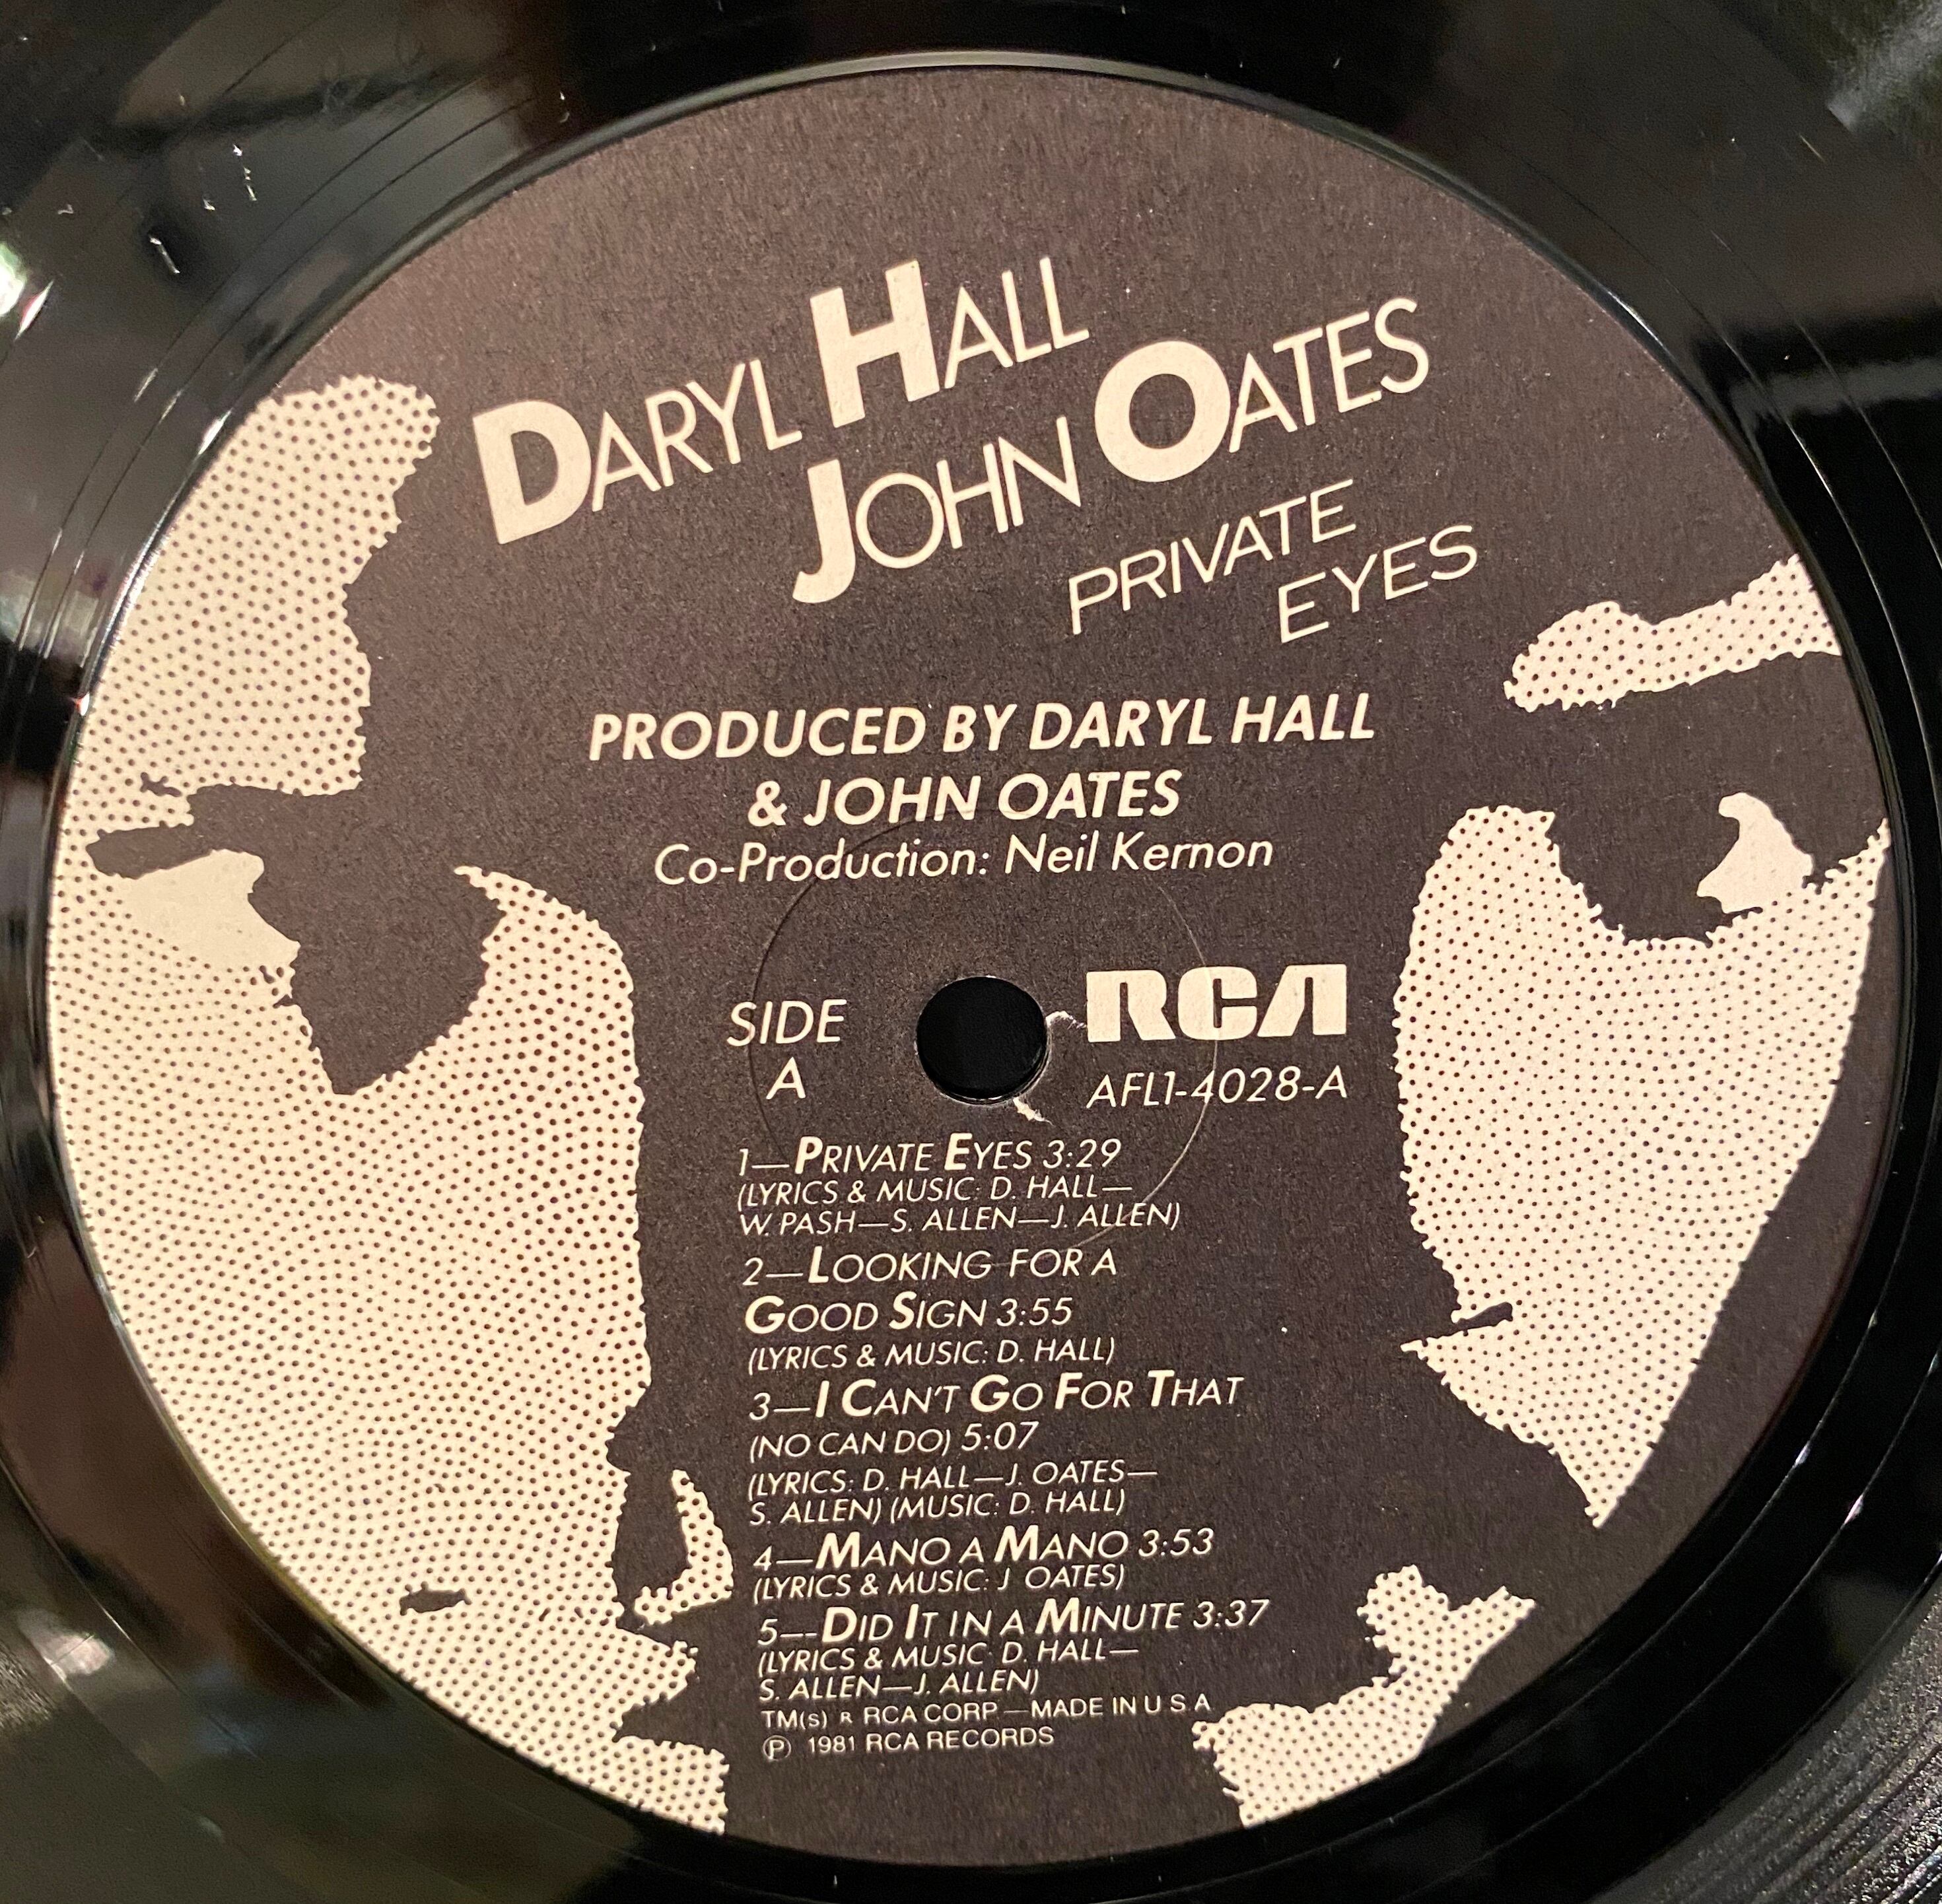 DARYL HALL
JOHN OATES
PRIVATE
EYES
PRODUCED BY DARYL HALL
& JOHN OATES
Co-Production: Neil Kernon
SIDE
A
RCA
AFL1-4028-A
1—PRIVATE EYES 3:29
(LYRICS & MUSIC: D. HALL—
W. PASH—S. ALLEN—J. ALLEN)
2—LOOKING FOR A
GOOD SIGN 3:55
(LYRICS & MUSIC: D. HALL)
3—I CAN'T GO FOR THAT
(NO CAN DO) 5:07
(LYRICS: D. HALL—J. OATES—
S. ALLEN) (MUSIC: D. HALL)
4—MANO A MANO 3:53
(LYRICS & MUSIC: J OATES)
5—-DID IT IN A MINUTE 3:37
(LYRICS & MUSIC D. HALL—
S. ALLEN—J. ALLEN)
TM(s) R RCA CORP —MADE IN U S A
Ⓟ 1981 RCA RECORDS